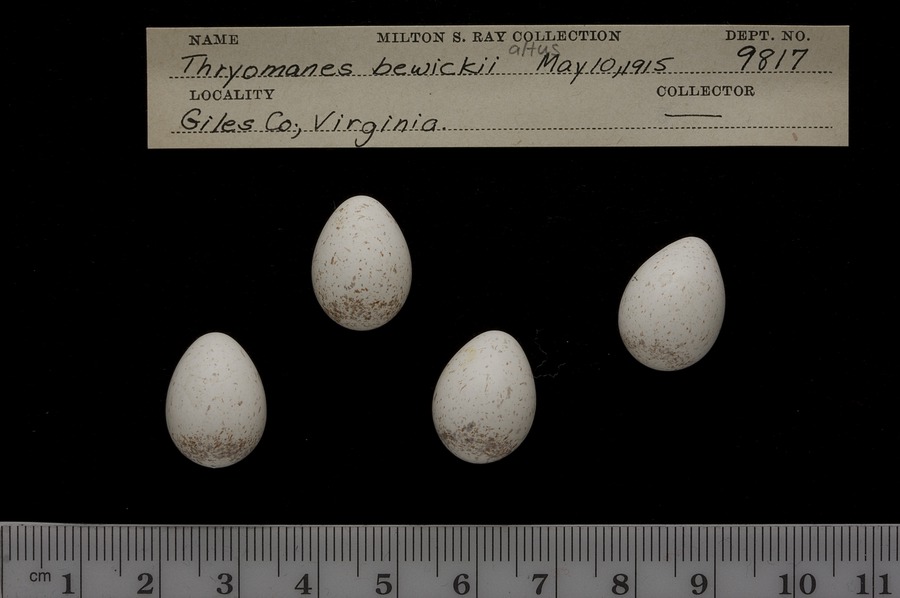 NAME MILTON S. RAY COLLECTION DEPT. NO.
altus
Thryomanes bewickii May 10, 1915 9817
LOCALITY COLLECTOR
Giles Co., Virginia.
cm 1 2 3 4 5 6 7 8 9 10 11